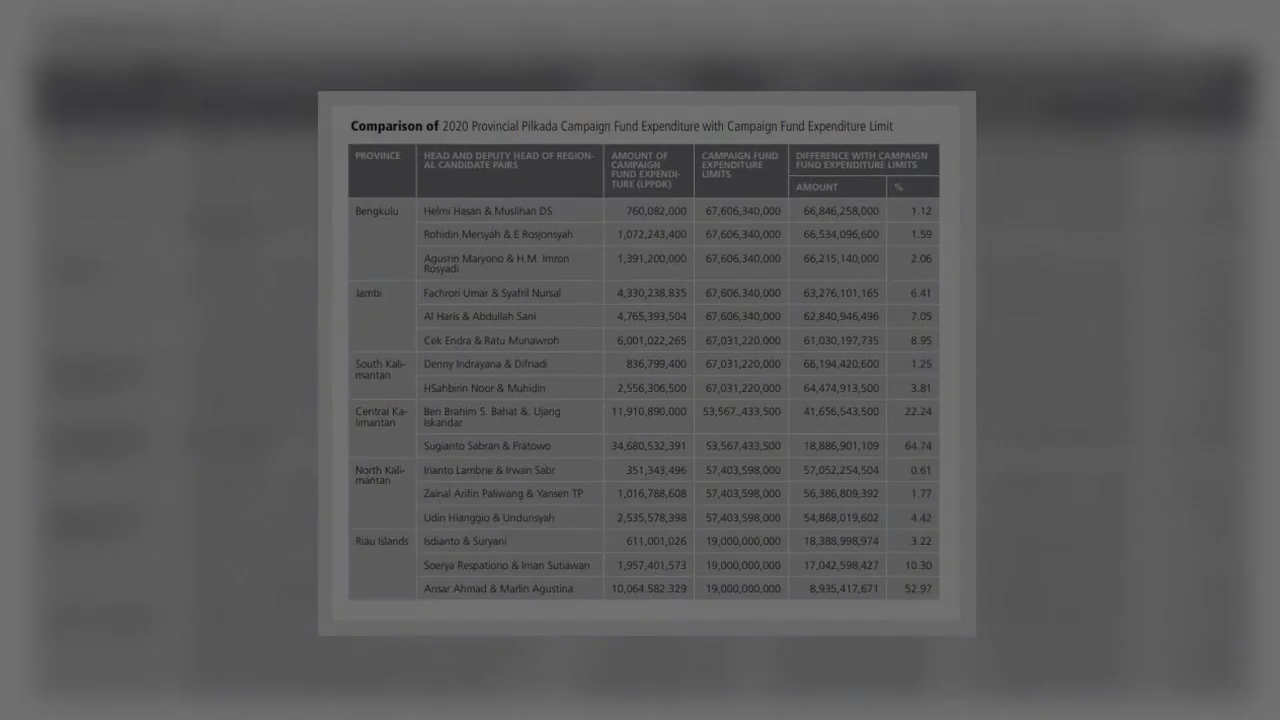 Comparison of 2020 Provincial Pilkada Campaign Fund Expenditure with Campaign Fund Expenditure Limit
PROVINCE HEAD AND DEPUTY HEAD OF REGION- AMOUNT OF CAMPAIGN FUND DIFFERENCE WITH CAMPAIGN
AL CANDIDATE PAIRS CAMPAIGN EXPENDITURE FUND EXPENDITURE LIMITS
FUND EXPENDI- LIMITS
TURE (LPPDK) AMOUNT %
Bengkulu Helmi Hasan & Muslihan DS 760,082,000 67,606,340,000 66,846,258,000 1.12
Rohidin Mersyah & E Rosjonsyah 1,072,243,400 67,606,340,000 66,534,096,600 1.59
Agusrin Maryono & H.M. Imron 1,391,200,000 67,606,340,000 66,215,140,000 2.06
Rosyadi
Jambi Fachrori Umar & Syafril Nursal 4,330,238,835 67,606,340,000 63,276,101,165 6.41
Al Haris & Abdullah Sani 4,765,393,504 67,606,340,000 62,840,946,496 7.05
Cek Endra & Ratu Munawroh 6,001,022,265 67,031,220,000 61,030,197,735 8.95
South Kali- Denny Indrayana & Difriadi 836,799,400 67,031,220,000 66,194,420,600 1.25
mantan
HSahbirin Noor & Muhidin 2,556,306,500 67,031,220,000 64,474,913,500 3.81
Central Ka- Ben Brahim S. Bahat &. Ujang 11,910,890,000 53,567.,433,500 41,656,543,500 22.24
limantan Iskandar
Sugianto Sabran & Pratowo 34,680,532,391 53,567,433,500 18,886,901,109 64.74
North Kali- Irianto Lambrie & Irwan Sabr 351,343,496 57,403,598,000 57,052,254,504 0.61
mantan
Zainal Arifin Paliwang & Yansen TP 1,016,788,608 57,403,598,000 56,386,809,392 1.77
Udin Hianggio & Undunsyah 2,535,578,398 57,403,598,000 54,868,019,602 4.42
Riau Islands Isdianto & Suryani 611,001,026 19,000,000,000 18,388,998,974 3.22
Soerya Respationo & Iman Sutiawan 1,957,401,573 19,000,000,000 17,042,598,427 10.30
Ansar Ahmad & Marlin Agustina 10,064.582.329 19,000,000,000 8,935,417,671 52.97